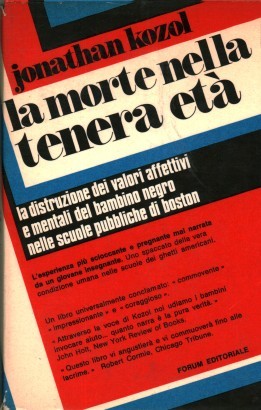 jonathan kozol
la morte nella
tenera età
la distruzione dei valori affettivi
e mentali del bambino negro
nelle scuole pubbliche di boston
L'esperienza più scioccante e pregnante mai narrata
da un giovane insegnante. Uno spaccato della vera
condizione umana nelle scuole dei ghetti americani.
Un libro universalmente conclamato: « commovente »
« impressionante » e « coraggioso ».
« Attraverso la voce di Kozol noi udiamo i bambini
invocare aiuto... quanto narra è la pura verità. »
John Holt, New York Review of Books.
« Questo libro vi angustierà e vi commuoverà fino alle
lacrime. » Robert Cormie, Chicago Tribune.
FORUM EDITORIALE